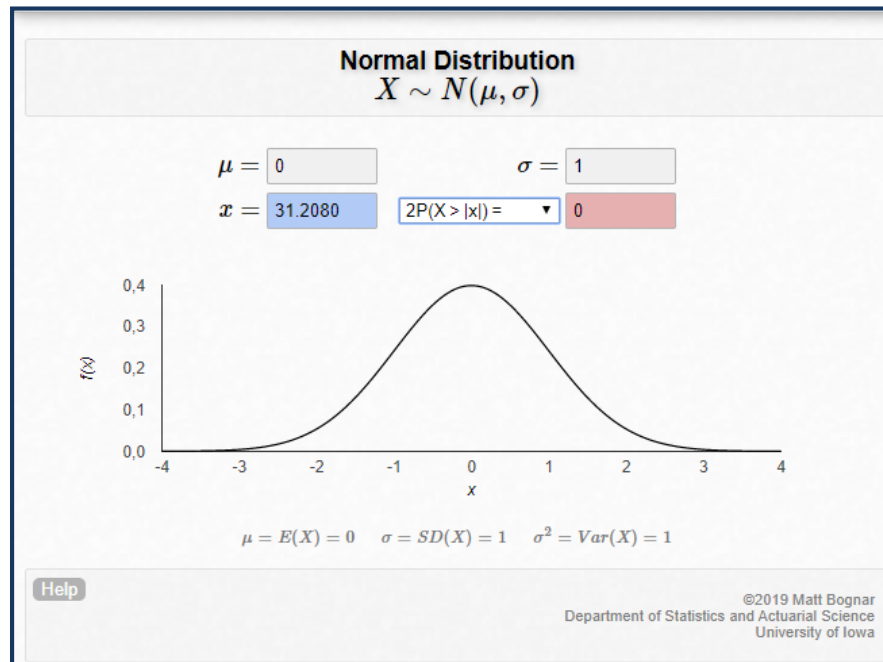 Normal Distribution
X ∼ N(μ, σ)
μ = 0 σ = 1
x = 31.2080 2P(X > |x|) = ▼ 0
0,4
0,3
0,2
0,1
0,0
f(x)
-4 -3 -2 -1 0 1 2 3 4
x
μ = E(X) = 0 σ = SD(X) = 1 σ² = Var(X) = 1
Help
©2019 Matt Bognar
Department of Statistics and Actuarial Science
University of Iowa